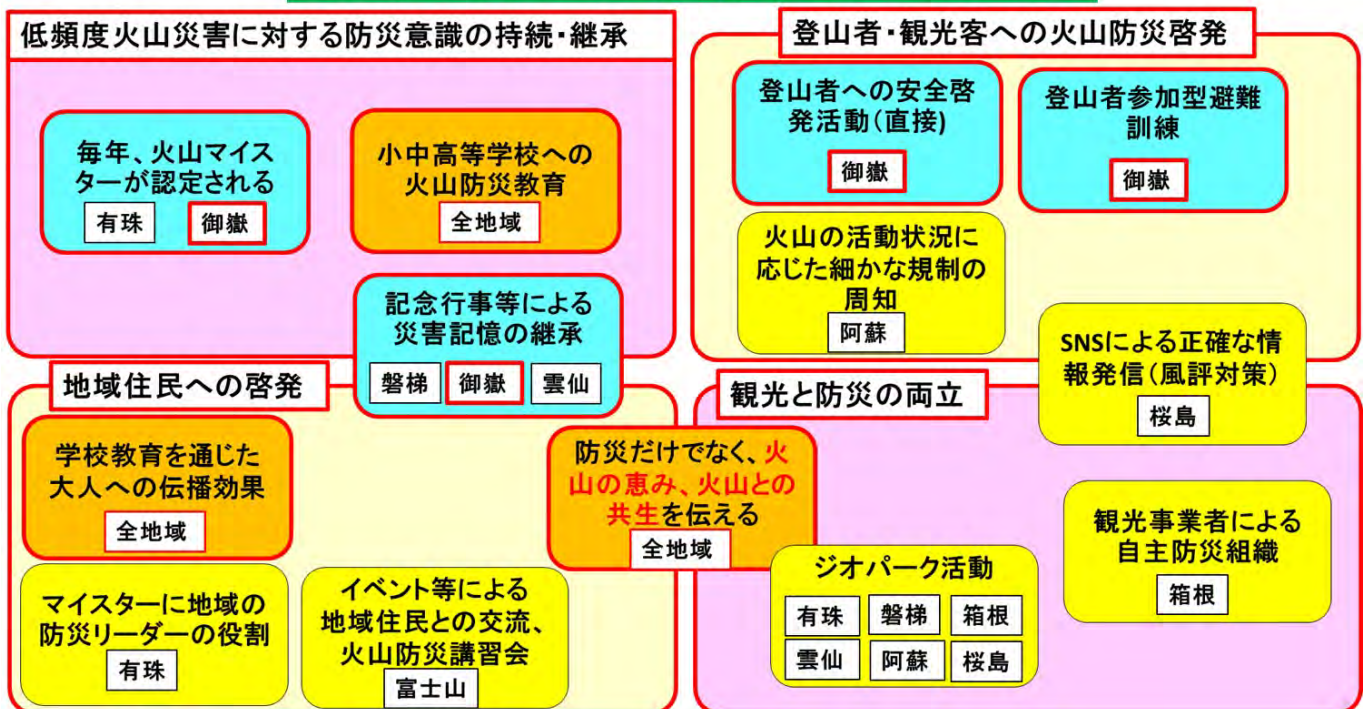 低頻度火山災害に対する防災意識の持続・継承
毎年、火山マイス
ターが認定される
有珠
御嶽
小中高等学校への
火山防災教育
全地域
記念行事等による
災害記憶の継承
磐梯
御嶽
雲仙
登山者・観光客への火山防災啓発
登山者への安全啓
発活動(直接)
御嶽
登山者参加型避難
訓練
御嶽
火山の活動状況に
応じた細かな規制の
周知
阿蘇
SNSによる正確な情
報発信(風評対策)
桜島
地域住民への啓発
学校教育を通じた
大人への伝播効果
全地域
マイスターに地域の
防災リーダーの役割
有珠
イベント等による
地域住民との交流、
火山防災講習会
富士山
防災だけでなく、火
山の恵み、火山との
共生を伝える
全地域
観光と防災の両立
ジオパーク活動
有珠
磐梯
箱根
雲仙
阿蘇
桜島
観光事業者による
自主防災組織
箱根